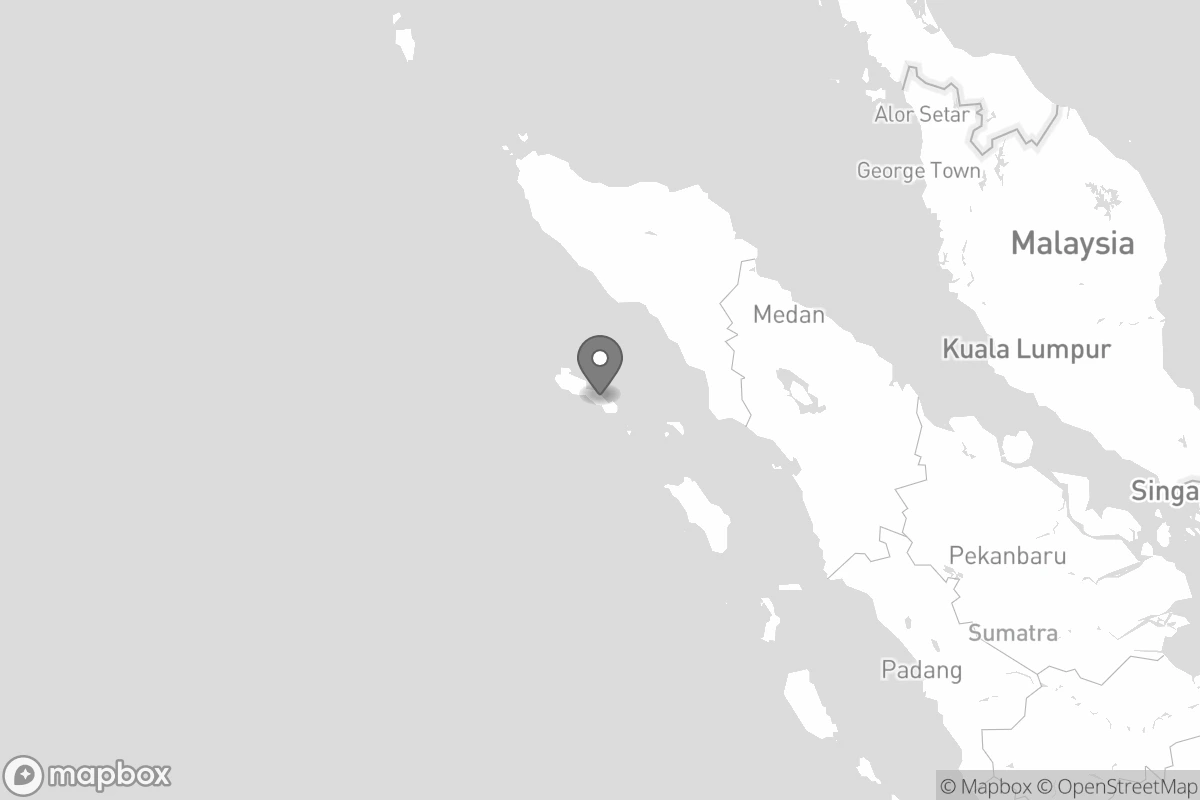 Alor Setar
George Town
Malaysia
Medan
Kuala Lumpur
Singa
Pekanbaru
Sumatra
Padang
mapbox
© Mapbox © OpenStreetMap